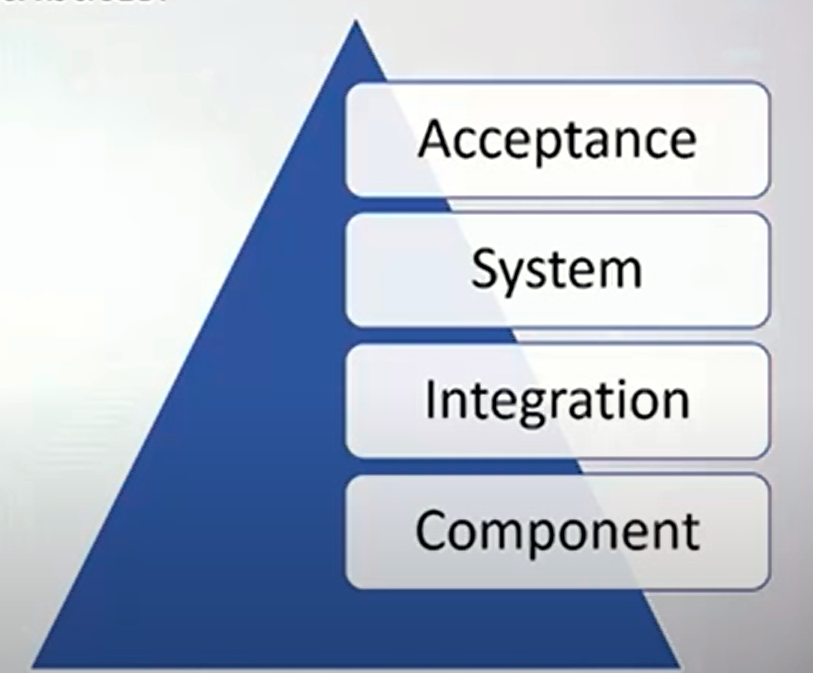 Acceptance
System
Integration
Component